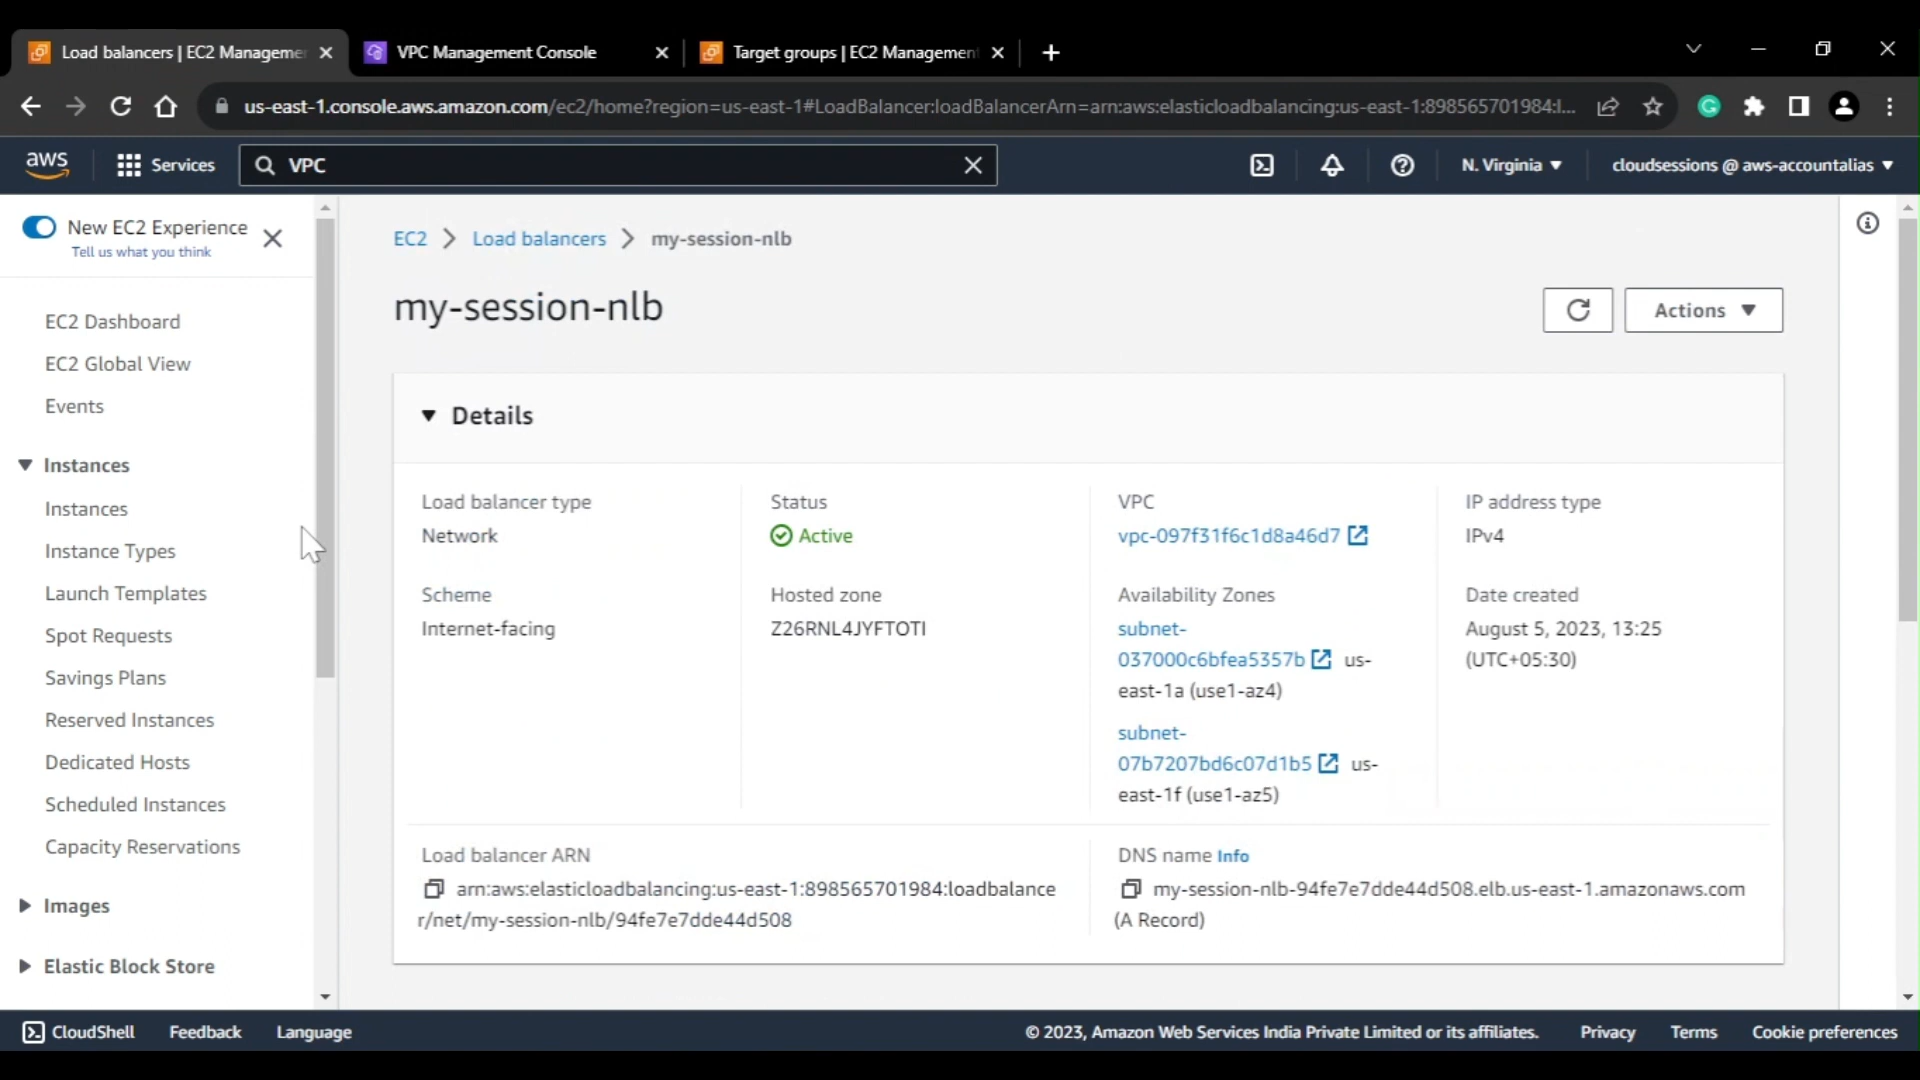 Load balancers | EC2 Manageme
VPC Management Console
Target groups | EC2 Management
us-east-1.console.aws.amazon.com/ec2/home?region=us-east-1#LoadBalancer:loadBalancerArn=arn:aws:elasticloadbalancing:us-east-1:898565701984:l...
aws
Services
VPC
N. Virginia
cloudsessions @ aws-accountalias
New EC2 Experience
Tell us what you think
EC2 Dashboard
EC2 Global View
Events
Instances
Instances
Instance Types
Launch Templates
Spot Requests
Savings Plans
Reserved Instances
Dedicated Hosts
Scheduled Instances
Capacity Reservations
Images
Elastic Block Store
EC2 > Load balancers > my-session-nlb
my-session-nlb
Actions
Details
Load balancer type
Network
Status
Active
VPC
vpc-097f31f6c1d8a46d7
IP address type
IPv4
Scheme
Internet-facing
Hosted zone
Z26RNL4JYFTOTI
Availability Zones
subnet-
037000c6bfea5357b us-
east-1a (use1-az4)
subnet-
07b7207bd6c07d1b5 us-
east-1f (use1-az5)
Date created
August 5, 2023, 13:25
(UTC+05:30)
Load balancer ARN
arn:aws:elasticloadbalancing:us-east-1:898565701984:loadbalance
r/net/my-session-nlb/94fe7e7dde44d508
DNS name Info
my-session-nlb-94fe7e7dde44d508.elb.us-east-1.amazonaws.com
(A Record)
CloudShell
Feedback
Language
© 2023, Amazon Web Services India Private Limited or its affiliates.
Privacy
Terms
Cookie preferences